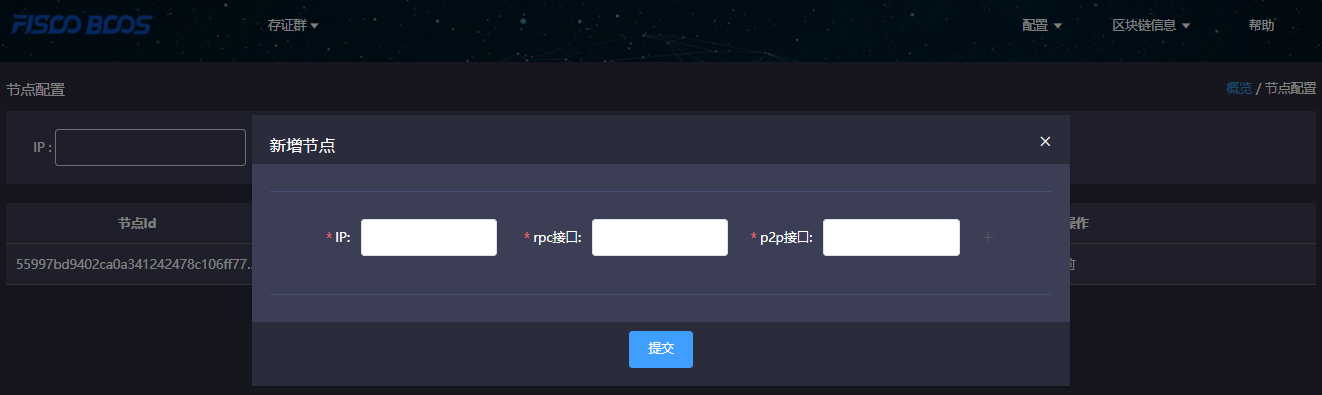 FISCO BCOS
存证群
配置
区块链信息
帮助
节点配置
概览 / 节点配置
IP :
新增节点
×
* IP:
* rpc接口:
* p2p接口:
+
节点Id
操作
55997bd9402ca0a341242478c106ff77...
提交